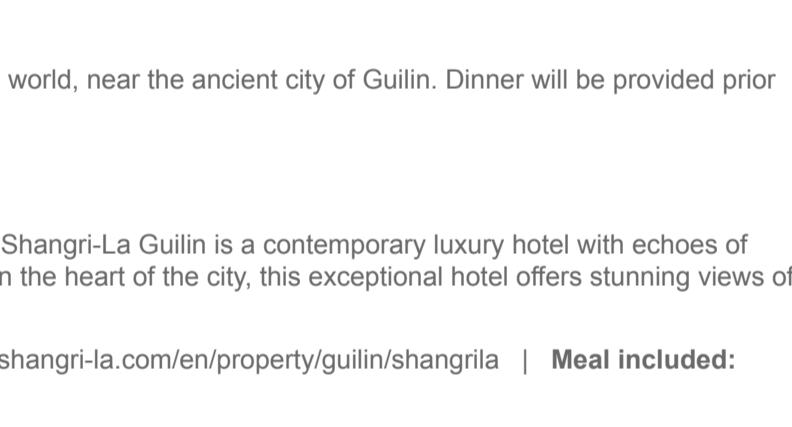 world, near the ancient city of Guilin. Dinner will be provided prior
Shangri-La Guilin is a contemporary luxury hotel with echoes of
n the heart of the city, this exceptional hotel offers stunning views of
shangri-la.com/en/property/guilin/shangrila | Meal included: